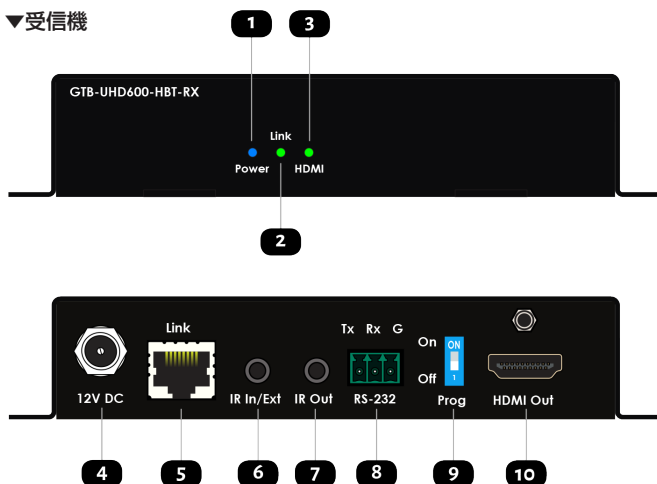 ▼受信機
1 3
GTB-UHD600-HBT-RX
Link
Power HDMI
2
Link
Tx Rx G
On ON
Off 1
12V DC IR In/Ext IR Out RS-232 Prog HDMI Out
4 5 6 7 8 9 10